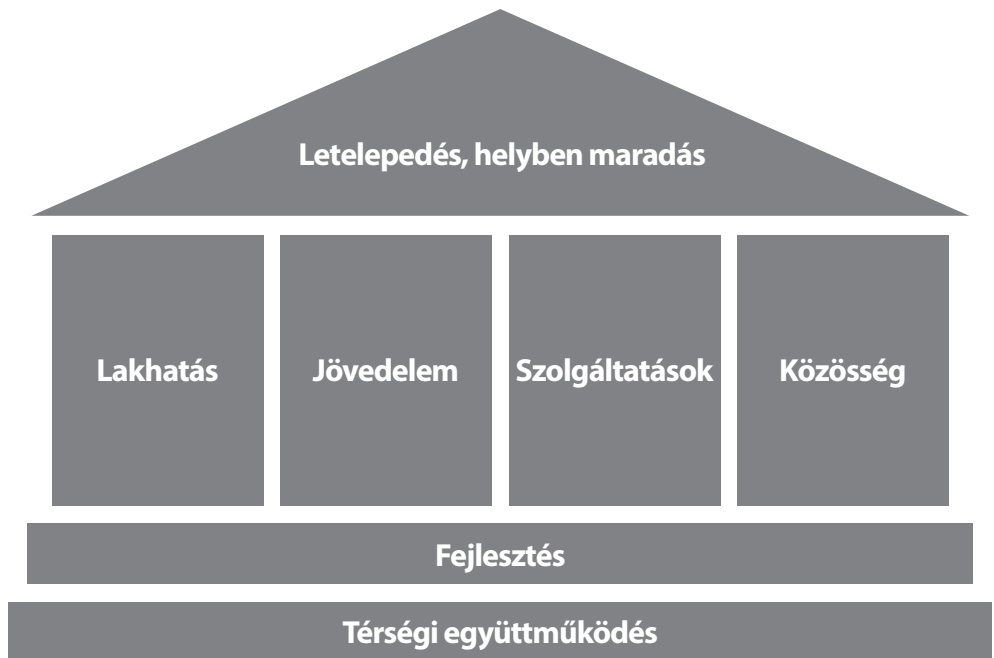 Letelepedés, helyben maradás
Lakhatás
Jövedelem
Szolgáltatások
Közösség
Fejlesztés
Térségi együttműködés